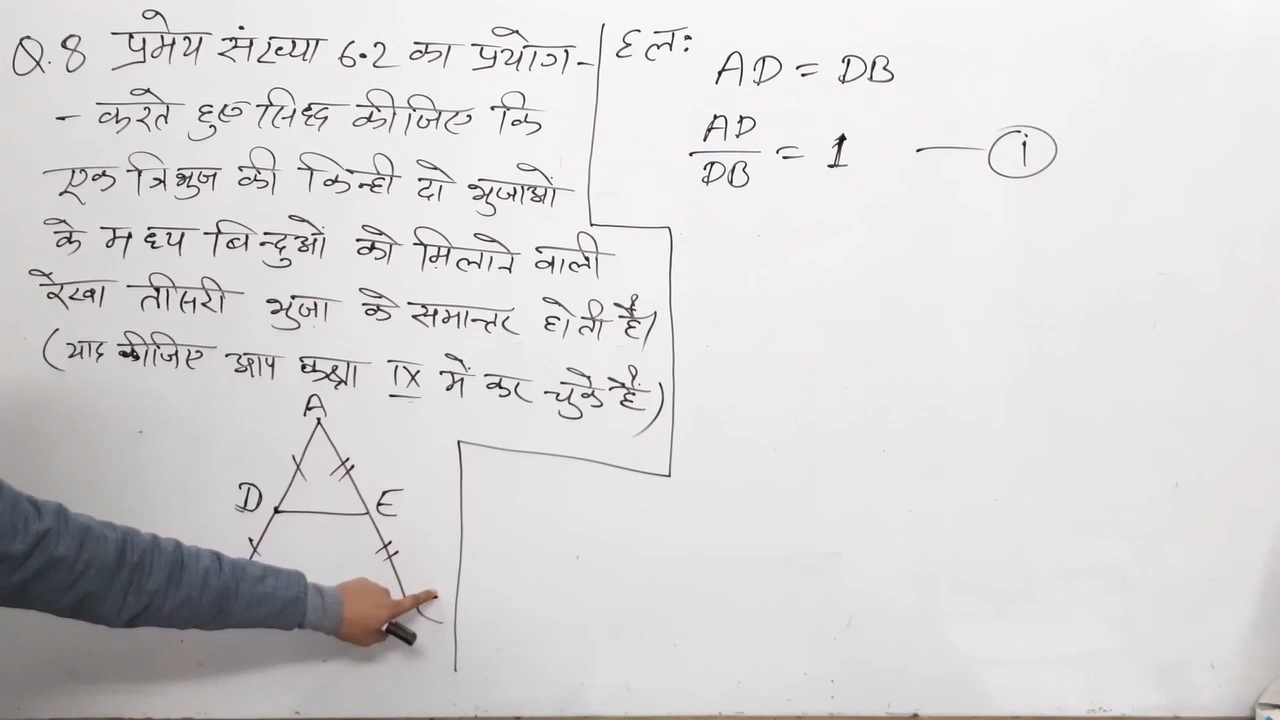 Q.8 प्रमेय संख्या 6.2 का प्रयोग-
- करते हुए सिध्द कीजिए कि
एक त्रिभुज की किन्ही दो भुजाओं
के मध्य बिन्दुओं को मिलाने वाली
रेखा तीसरी भुजा के समान्तर होती है।
(याद कीजिए आप कक्षा IX में कर चुके हैं)
A
D E
C
हल:
AD = DB
AD/DB = 1 — (i)